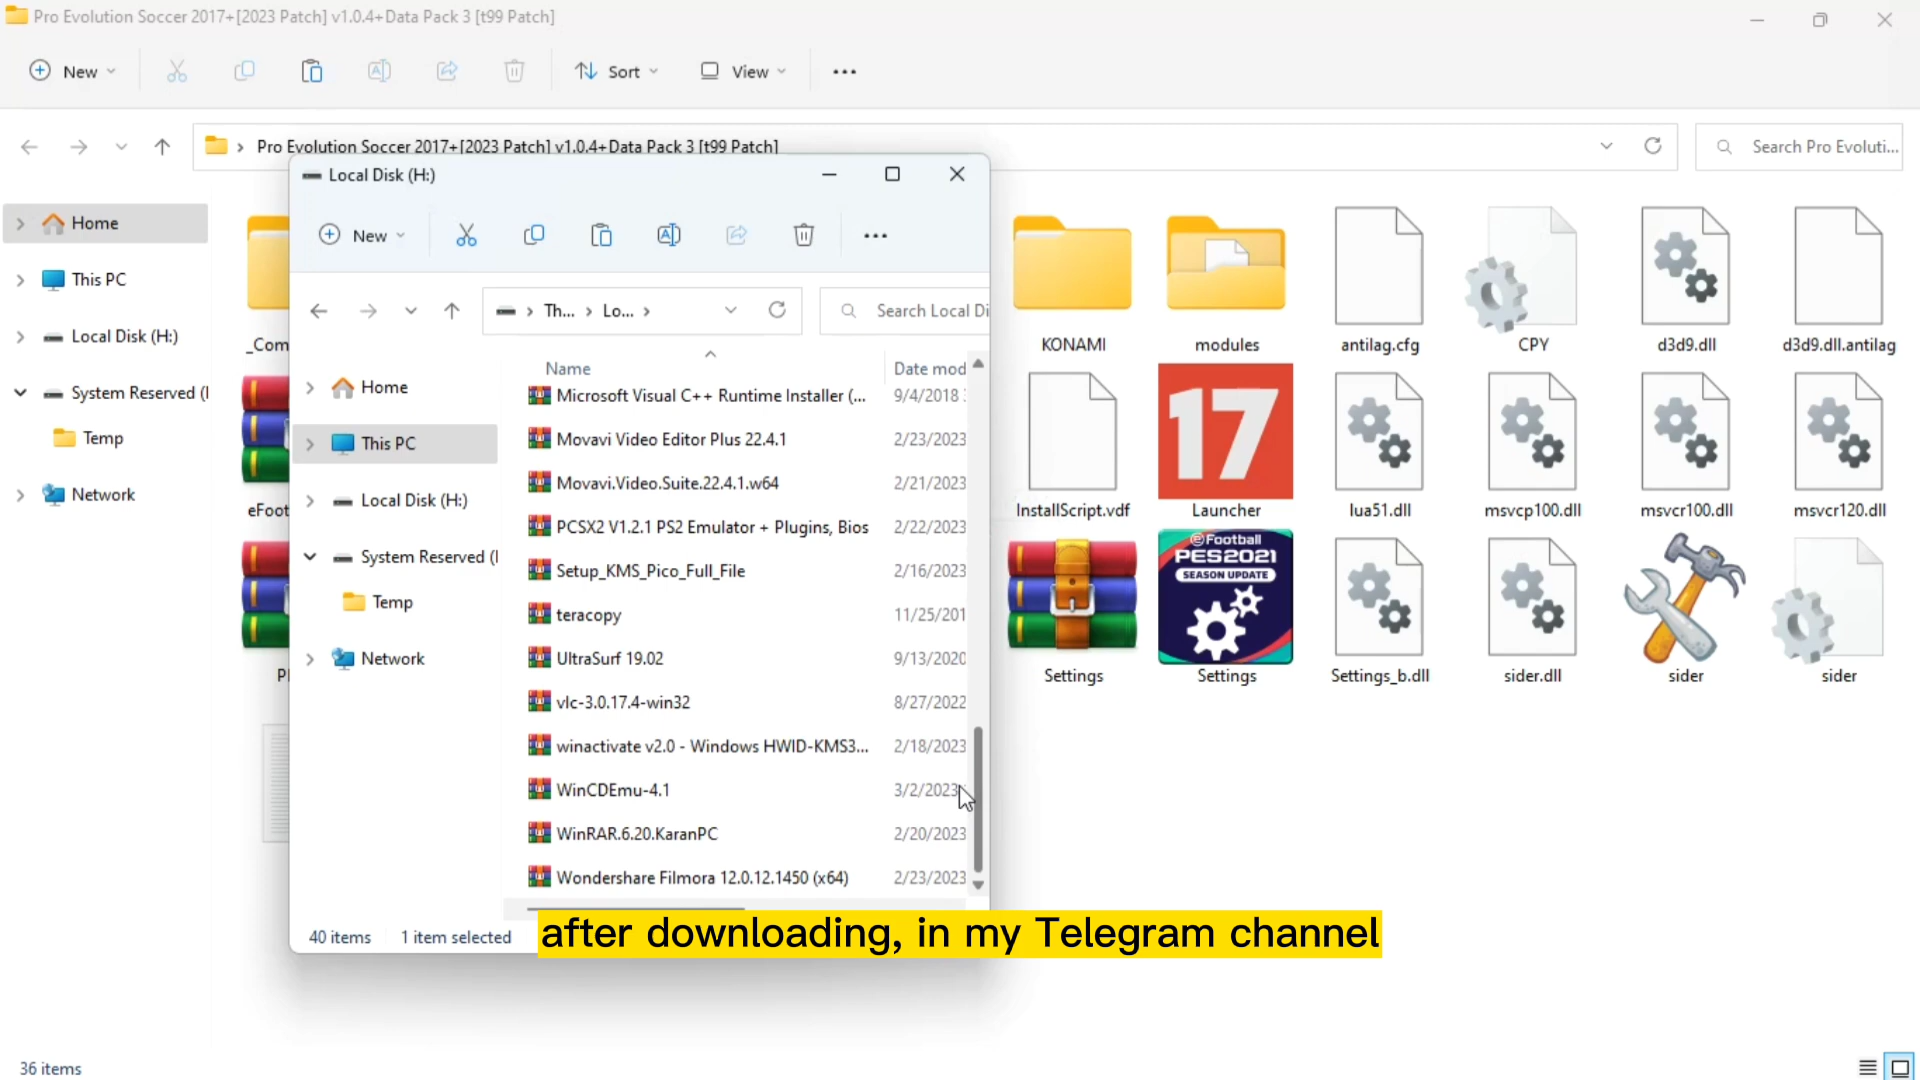 Pro Evolution Soccer 2017+[2023 Patch] v1.0.4+Data Pack 3 [t99 Patch]
New
Sort
View
Pro Evolution Soccer 2017+[2023 Patch] v1.0.4+Data Pack 3 [t99 Patch]
Search Pro Evoluti...
Home
This PC
Local Disk (H:)
System Reserved (
Temp
Network
_Com
eFoot
Local Disk (H:)
New
Th... Lo...
Search Local Di
Home
This PC
Local Disk (H:)
System Reserved (
Temp
Network
Name Date mod
Microsoft Visual C++ Runtime Installer (... 9/4/2018
Movavi Video Editor Plus 22.4.1 2/23/2023
Movavi.Video.Suite.22.4.1.w64 2/21/2023
PCSX2 V1.2.1 PS2 Emulator + Plugins, Bios 2/22/2023
Setup_KMS_Pico_Full_File 2/16/2023
teracopy 11/25/201
UltraSurf 19.02 9/13/2020
vlc-3.0.17.4-win32 8/27/2022
winactivate v2.0 - Windows HWID-KMS3... 2/18/2023
WinCDEmu-4.1 3/2/2023
WinRAR.6.20.KaranPC 2/20/2023
Wondershare Filmora 12.0.12.1450 (x64) 2/23/2023
40 items 1 item selected
KONAMI modules antilag.cfg CPY d3d9.dll d3d9.dll.antilag
17
InstallScript.vdf Launcher lua51.dll msvcp100.dll msvcr100.dll msvcr120.dll
eFootball
PES2021
SEASON UPDATE
Settings Settings Settings_b.dll sider.dll sider sider
after downloading, in my Telegram channel
36 items